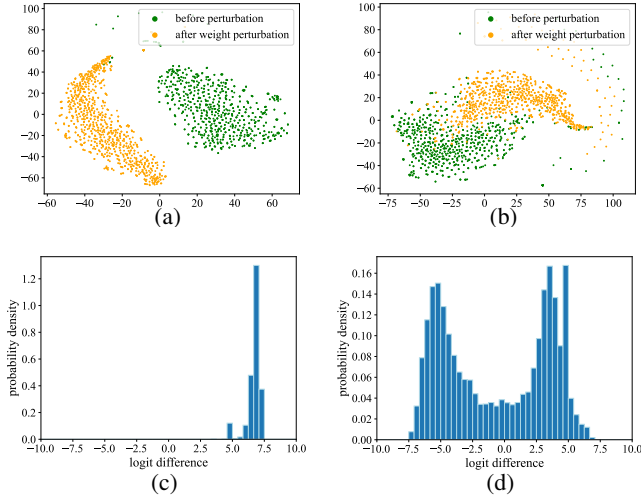 100
80
60
40
20
0
−20
−40
−60
−60 −40 −20 0 20 40 60
before perturbation
after weight perturbation
(a)
100
80
60
40
20
0
−20
−40
−60
−75 −50 −25 0 25 50 75 100
before perturbation
after weight perturbation
(b)
probability density
1.2
1.0
0.8
0.6
0.4
0.2
0.0
−10.0 −7.5 −5.0 −2.5 0.0 2.5 5.0 7.5 10.0
logit difference
(c)
probability density
0.16
0.14
0.12
0.10
0.08
0.06
0.04
0.02
0.00
−10.0 −7.5 −5.0 −2.5 0.0 2.5 5.0 7.5 10.0
logit difference
(d)